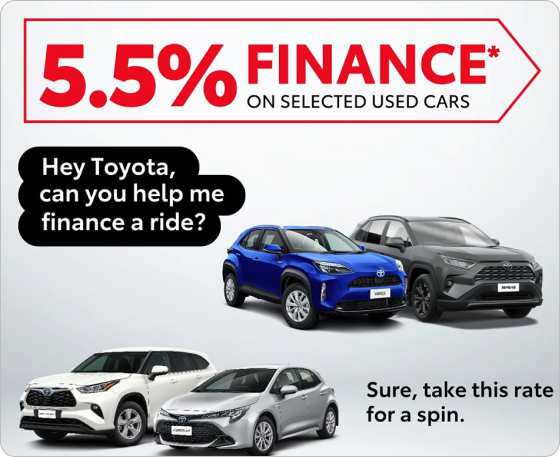 5.5% FINANCE*
ON SELECTED USED CARS
Hey Toyota,
can you help me
finance a ride?
Sure, take this rate
for a spin.